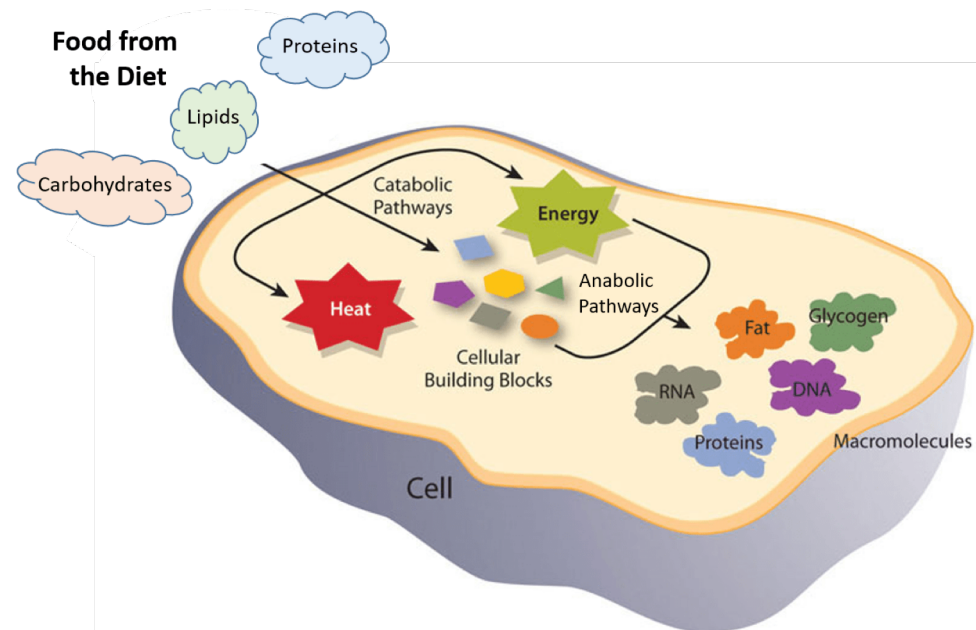 Food from
the Diet
Proteins
Lipids
Carbohydrates
Catabolic
Pathways
Energy
Heat
Anabolic
Pathways
Cellular
Building Blocks
Fat
Glycogen
RNA
DNA
Proteins
Macromolecules
Cell